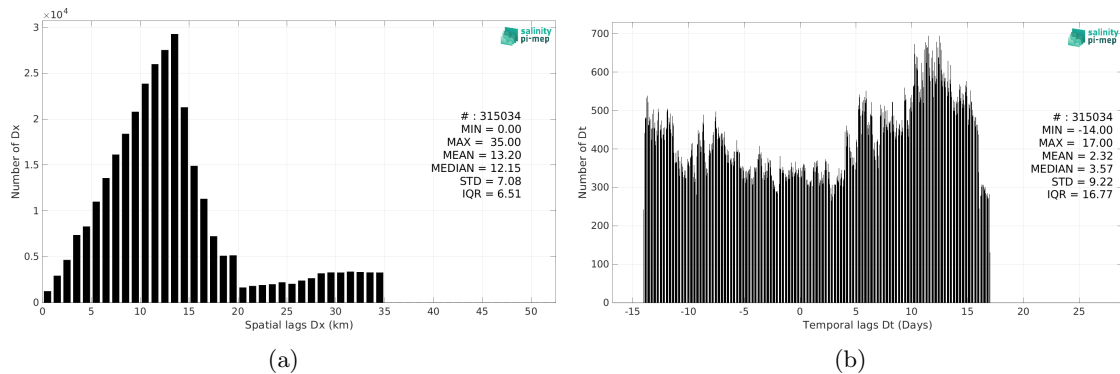 ×10⁴
3
2.5
2
1.5
1
0.5
0
Number of Dx
salinity
pi-mep
# : 315034
MIN = 0.00
MAX = 35.00
MEAN = 13.20
MEDIAN = 12.15
STD = 7.08
IQR = 6.51
0 5 10 15 20 25 30 35 40 45 50
Spatial lags Dx (km)
(a)
700
600
500
400
300
200
100
0
Number of Dt
salinity
pi-mep
# : 315034
MIN = -14.00
MAX = 17.00
MEAN = 2.32
MEDIAN = 3.57
STD = 9.22
IQR = 16.77
-15 -10 -5 0 5 10 15 20 25
Temporal lags Dt (Days)
(b)